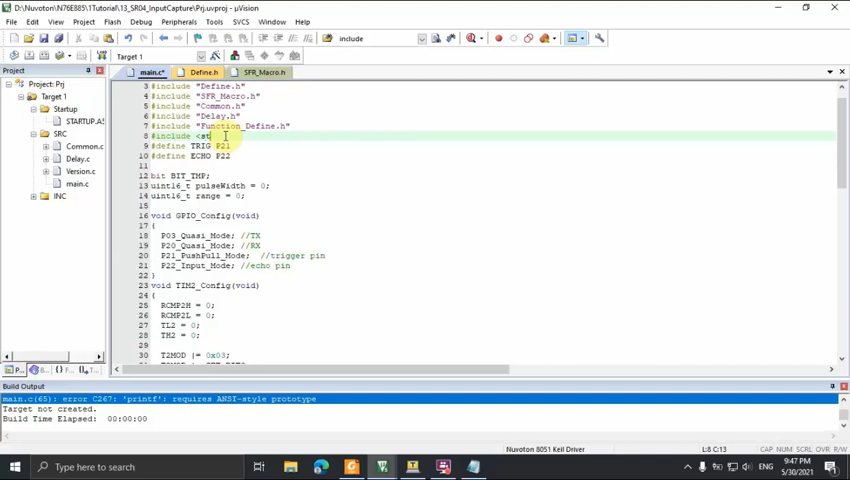 D:\Nuvoton\N76E885\1Tutorial\13_SR04_InputCapture\Prj.uvproj - µVision
File Edit View Project Flash Debug Peripherals Tools SVCS Window Help
include
Target 1
Project
main.c* Define.h SFR_Macro.h
Project: Prj
Target 1
Startup
STARTUP.A5
SRC
Common.c
Delay.c
Version.c
main.c
INC
3 #include "Define.h"
4 #include "SFR_Macro.h"
5 #include "Common.h"
6 #include "Delay.h"
7 #include "Function_Define.h"
8 #include <st
9 #define TRIG P21
10 #define ECHO P22
11
12 bit BIT_TMP;
13 uint16_t pulseWidth = 0;
14 uint16_t range = 0;
15
16 void GPIO_Config(void)
17 {
18 P03_Quasi_Mode; //TX
19 P20_Quasi_Mode; //RX
20 P21_PushPull_Mode; //trigger pin
21 P22_Input_Mode; //echo pin
22 }
23 void TIM2_Config(void)
24 {
25 RCMP2H = 0;
26 RCMP2L = 0;
27 TL2 = 0;
28 TH2 = 0;
29
30 T2MOD |= 0x03;
Build Output
main.c(65): error C267: 'printf': requires ANSI-style prototype
Target not created.
Build Time Elapsed: 00:00:00
Nuvoton 8051 Keil Driver L:8 C:13 CAP NUM SCRL OVR R/W
Type here to search
ENG
9:47 PM
5/30/2021